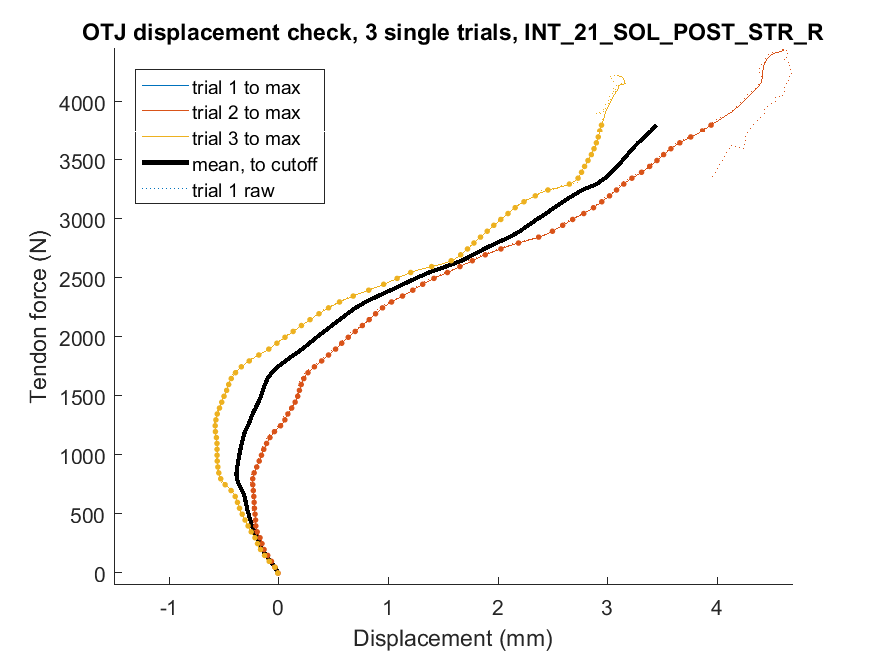 OTJ displacement check, 3 single trials, INT_21_SOL_POST_STR_R
trial 1 to max
trial 2 to max
trial 3 to max
mean, to cutoff
trial 1 raw
4000
3500
3000
2500
2000
1500
1000
500
0
Tendon force (N)
-1 0 1 2 3 4
Displacement (mm)